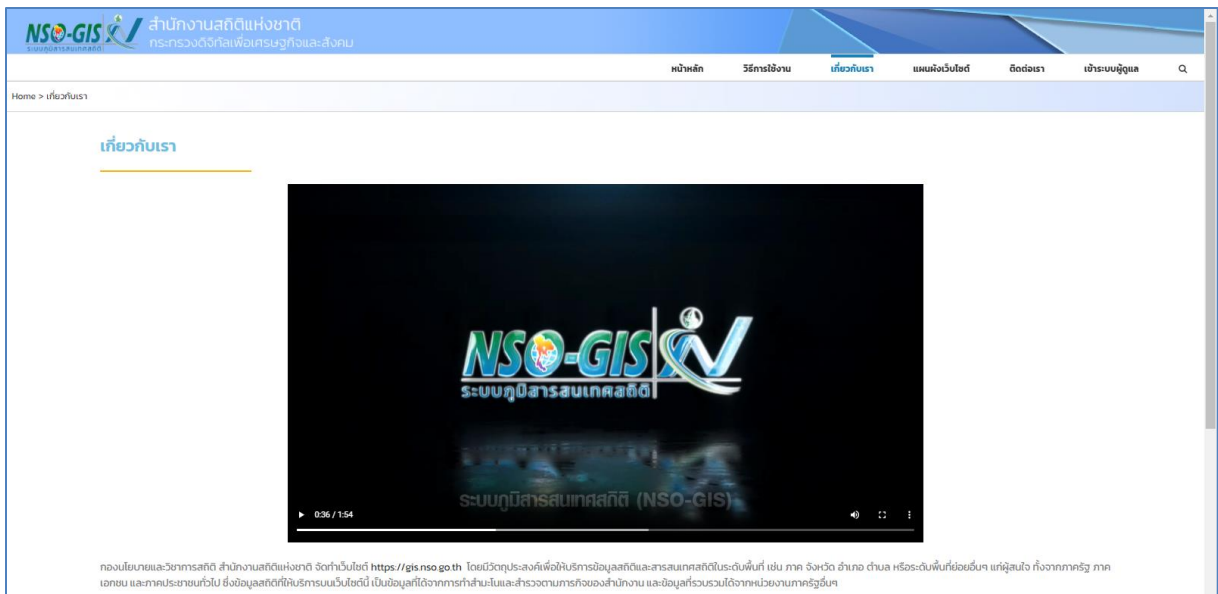 NSO-GIS
ระบบภูมิสารสนเทศสถิติ
สำนักงานสถิติแห่งชาติ
กระทรวงดิจิทัลเพื่อเศรษฐกิจและสังคม
หน้าหลัก วิธีการใช้งาน เกี่ยวกับเรา แผนผังเว็บไซต์ ติดต่อเรา เข้าระบบผู้ดูแล
Home > เกี่ยวกับเรา
เกี่ยวกับเรา
NSO-GIS
ระบบภูมิสารสนเทศสถิติ
ระบบภูมิสารสนเทศสถิติ (NSO-GIS)
0:36 / 1:54
กองนโยบายและวิชาการสถิติ สำนักงานสถิติแห่งชาติ จัดทำเว็บไซต์ https://gis.nso.go.th โดยมีวัตถุประสงค์เพื่อให้บริการข้อมูลสถิติและสารสนเทศสถิติในระดับพื้นที่ เช่น ภาค จังหวัด อำเภอ ตำบล หรือระดับพื้นที่ย่อยอื่นๆ แก่ผู้สนใจ ทั้งจากภาครัฐ ภาค
เอกชน และภาคประชาชนทั่วไป ซึ่งข้อมูลสถิติที่ให้บริการบนเว็บไซต์นี้ เป็นข้อมูลที่ได้จากการทำสำมะโนและสำรวจตามภารกิจของสำนักงาน และข้อมูลที่รวบรวมได้จากหน่วยงานภาครัฐอื่นๆ